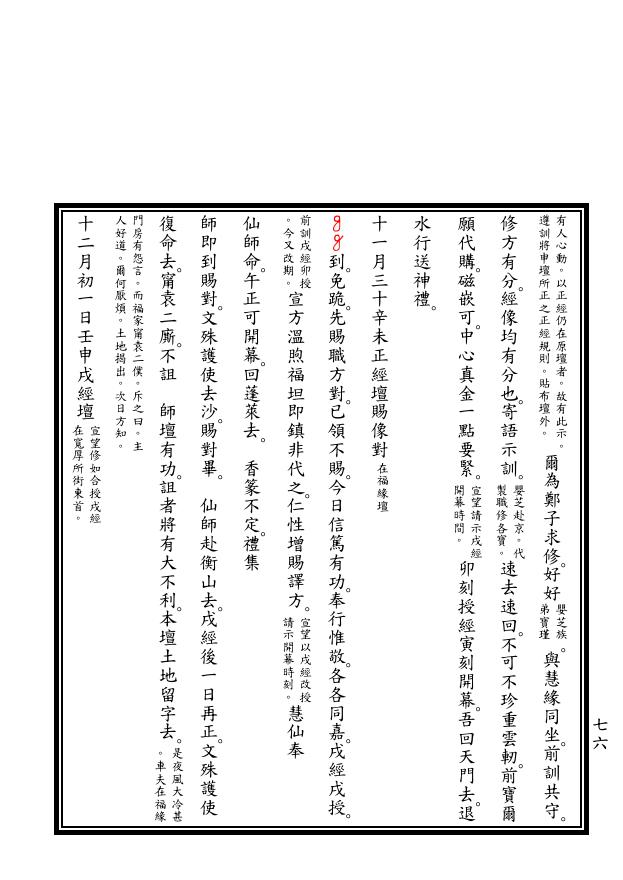 有人心動。以正經仍在原壇者。故有此示。遵訓將申壇所正之正經規則。貼布壇外。爾為鄭子求修。好好嬰芝族弟寶瑾。與慧緣同坐。前訓共守。
修方有分。經像均有分也。寄語示訓。嬰芝赴京。代製職修各寶。速去速回。不可不珍重雲軔。前寶爾
願代購。磁嵌可。中心真金一點要緊。宣望請示戌經開幕時間。卯刻授經寅刻開幕。吾回天門去。退
水行送神禮。
十一月三十辛未正經壇賜像對在福緣壇
到。免跪。先賜職方對。已領不賜。今日信篤有功。奉行惟敬。各各同嘉。戌經戌授。
前訓戌經卯授。今又改期。宣方溫煦福坦即鎮非代之。仁性增賜譯方。宣望以戌經改授請示開幕時刻。慧仙奉
仙師命。午正可開幕。回蓬萊去。香篆不定。禮集
師即到賜對。文殊護使去沙。賜對畢。仙師赴衡山去。戌經後一日再正。文殊護使
復命去。甯袁二廝。不詛師壇有功。詛者將有大不利。本壇土地留字去。是夜風大冷甚。車夫在福緣
門房有怨言。而福家甯袁二僕。斥之曰。主人好道。爾何厭煩。土地揭出。次日方知。
十二月初一日壬申戌經壇宣望修如合授戌經在寬厚所街東首。
七六